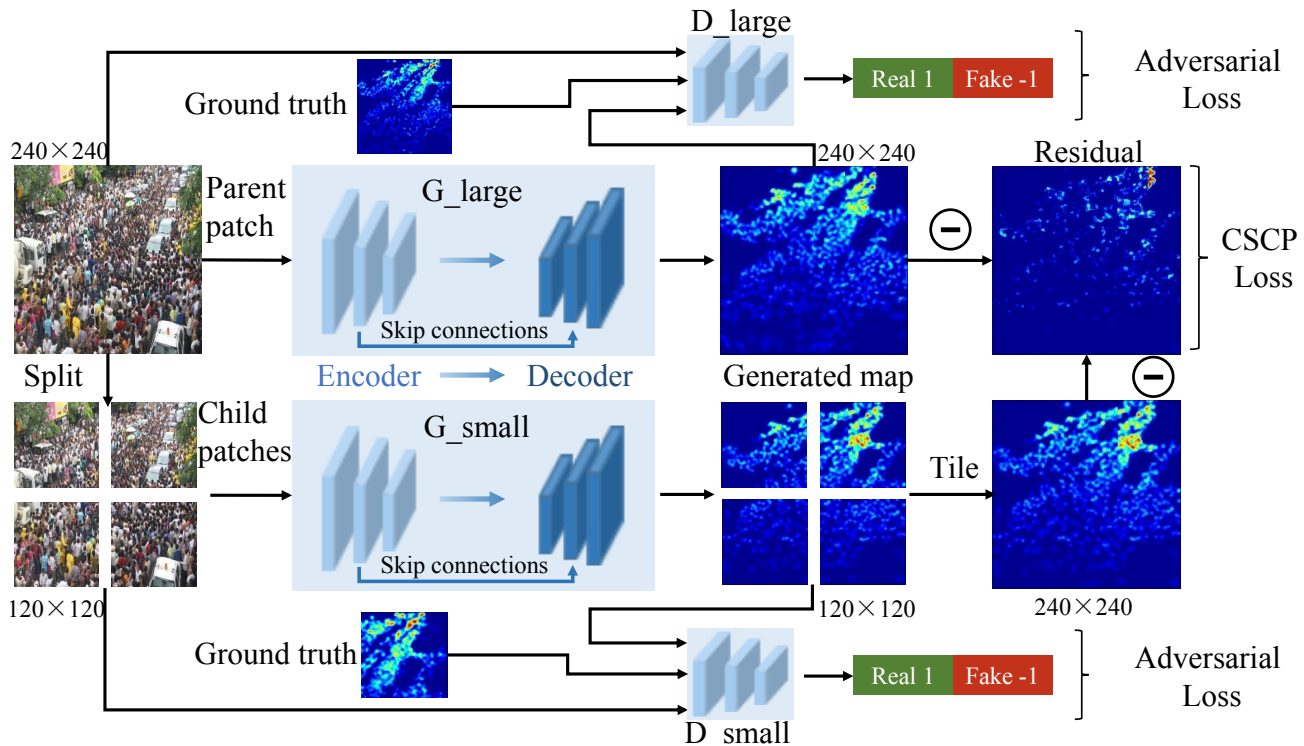 D_large
Real 1 Fake -1
Adversarial
Loss
Ground truth
240×240
240×240
Residual
Parent
patch
G_large
CSCP
Loss
Skip connections
Split
Encoder
Decoder
Generated map
Child
patches
G_small
Tile
Skip connections
120×120
120×120
240×240
Ground truth
Real 1 Fake -1
Adversarial
Loss
D_small